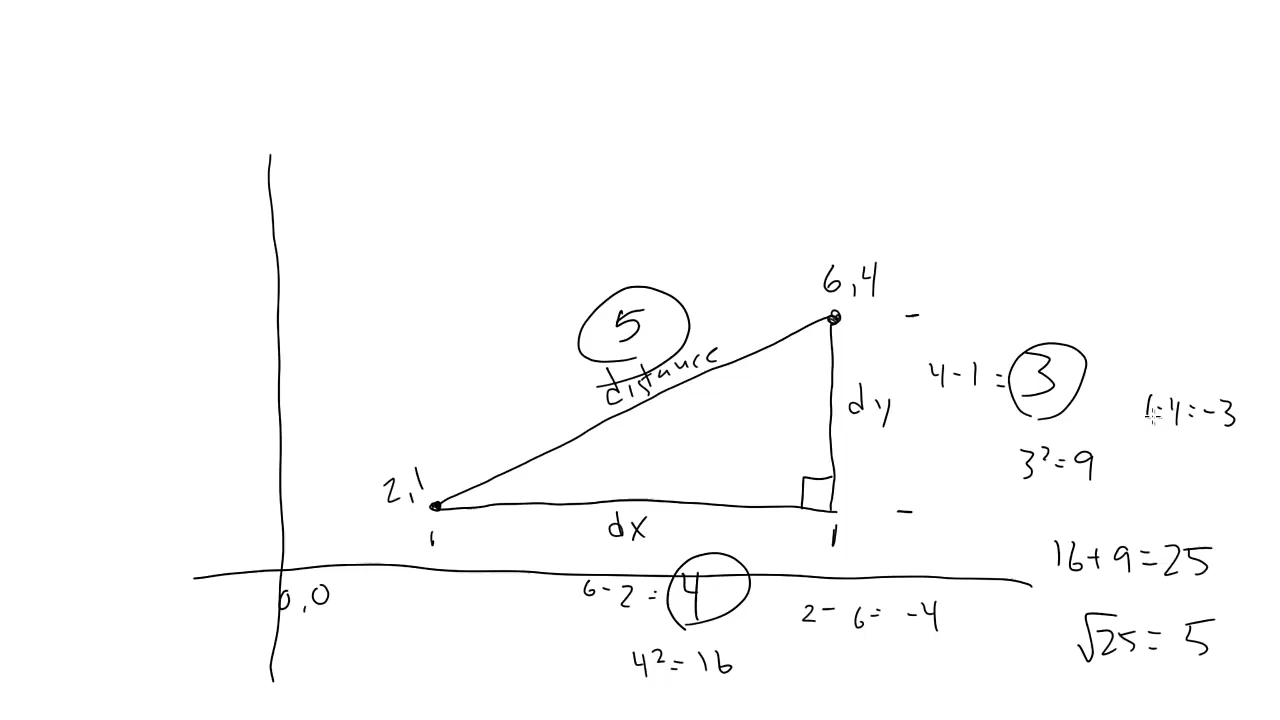 6,4
5
distance
4-1 = 3
dy
1-4=-3
3²=9
2,1
dx
16+9=25
0,0
6-2 = 4
2- 6= -4
√25= 5
4²=16